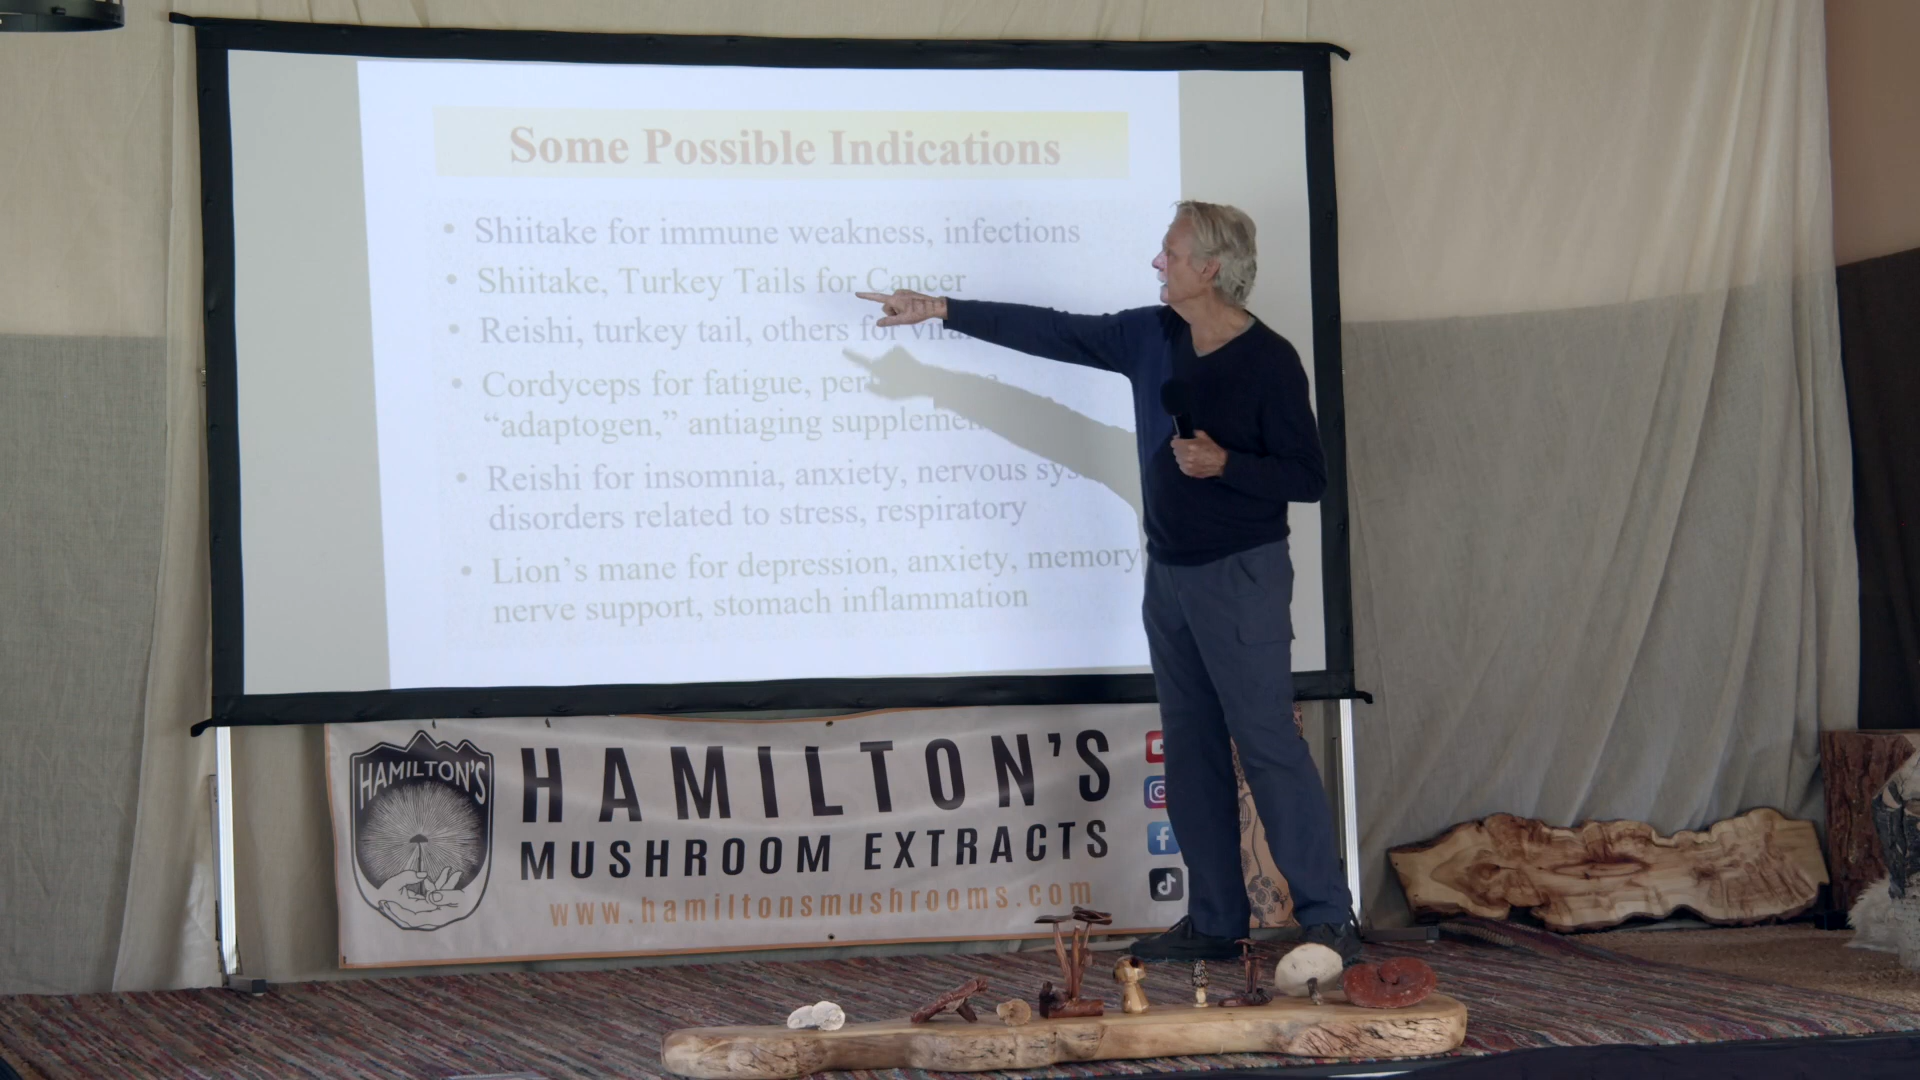 Some Possible Indications
• Shiitake for immune weakness, infections
• Shiitake, Turkey Tails for Cancer
• Reishi, turkey tail, others for
• Cordyceps for fatigue,
“adaptogen,” antiaging
• Reishi for insomnia, anxiety, nervous
disorders related to stress, respiratory
• Lion’s mane for depression, anxiety, memory
nerve support, stomach inflammation
HAMILTON'S
HAMILTON'S
MUSHROOM EXTRACTS
www.hamiltonsmushrooms.com